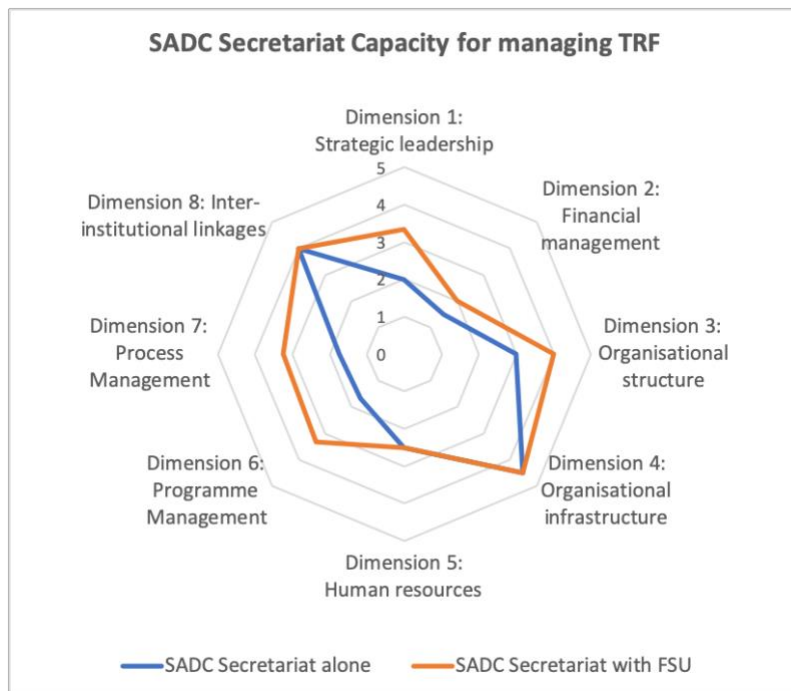 SADC Secretariat Capacity for managing TRF
Dimension 1:
Strategic leadership
Dimension 2:
Financial
management
Dimension 3:
Organisational
structure
Dimension 4:
Organisational
infrastructure
Dimension 5:
Human resources
Dimension 6:
Programme
Management
Dimension 7:
Process
Management
Dimension 8: Inter-
institutional linkages
5
4
3
2
1
0
SADC Secretariat alone
SADC Secretariat with FSU